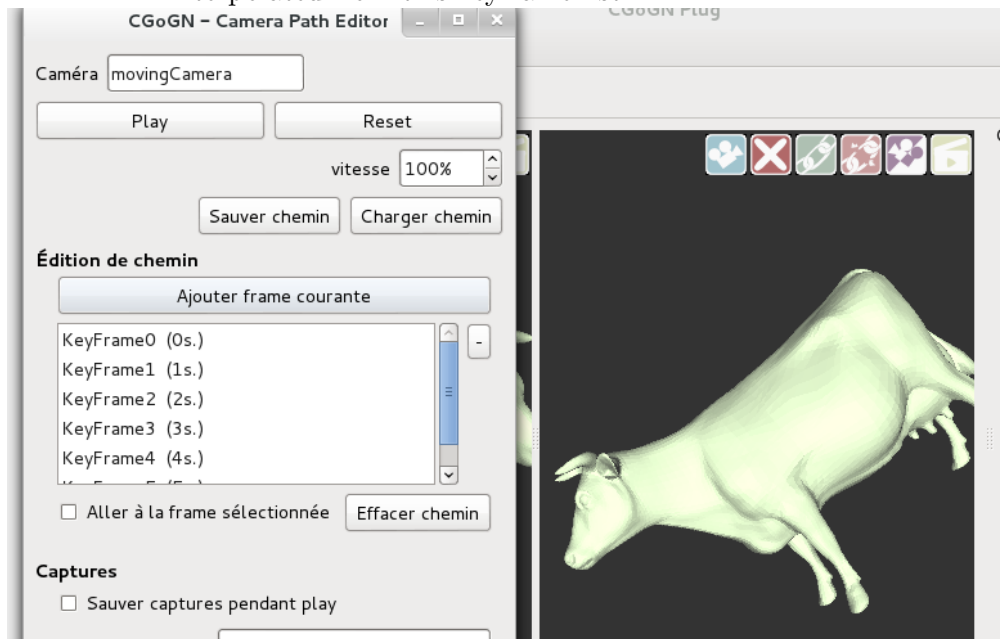 CGoGN – Camera Path Editor
CGoGN Plug
Caméra movingCamera
Play Reset
vitesse 100%
Sauver chemin Charger chemin
Édition de chemin
Ajouter frame courante
KeyFrame0 (0s.)
-
KeyFrame1 (1s.)
KeyFrame2 (2s.)
KeyFrame3 (3s.)
KeyFrame4 (4s.)
Aller à la frame sélectionnée Effacer chemin
Captures
Sauver captures pendant play